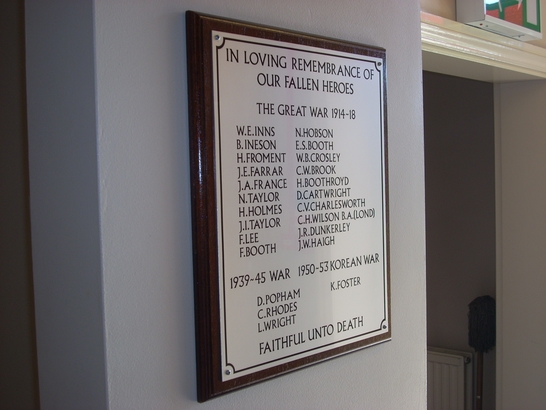 IN LOVING REMEMBRANCE OF
OUR FALLEN HEROES
THE GREAT WAR 1914-18
W.E.INNS
B.INESON
H.FROMENT
J.E.FARRAR
J.A.FRANCE
N.TAYLOR
H.HOLMES
J.I.TAYLOR
F.LEE
F.BOOTH
N.HOBSON
E.S.BOOTH
W.B.CROSLEY
C.W.BROOK
H.BOOTHROYD
D.CARTWRIGHT
C.V.CHARLESWORTH
C.H.WILSON B.A.(LOND)
J.R.DUNKERLEY
J.W.HAIGH
1939-45 WAR
D.POPHAM
C.RHODES
L.WRIGHT
1950-53 KOREAN WAR
K.FOSTER
FAITHFUL UNTO DEATH